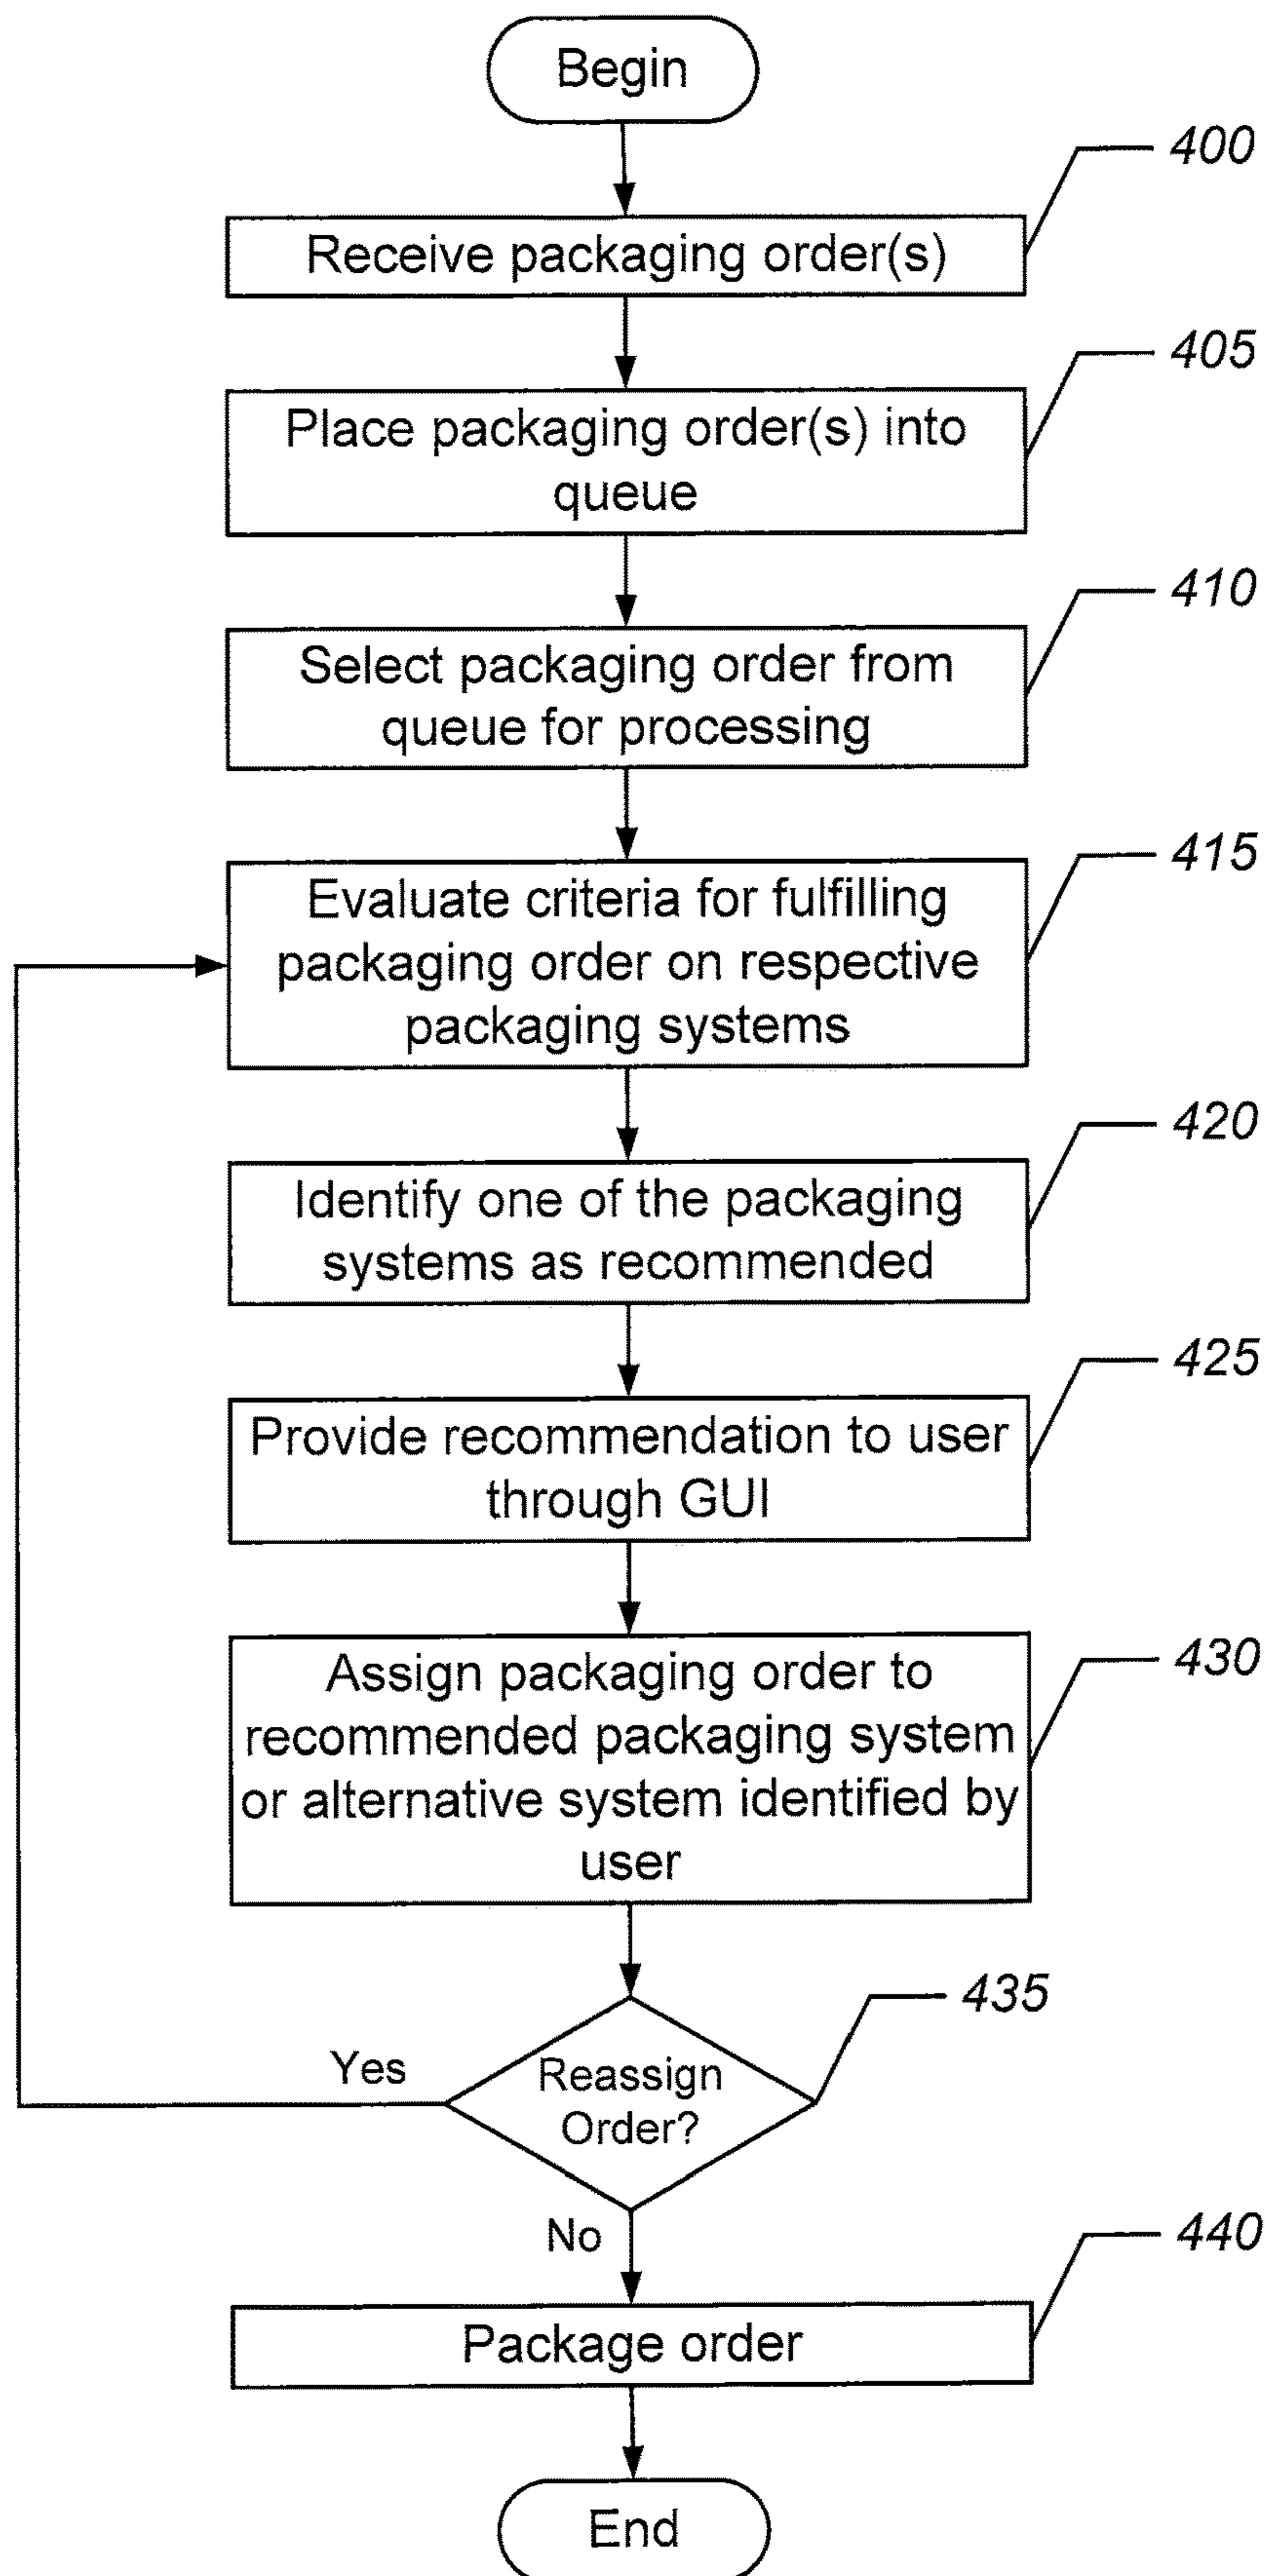 Begin
400
Receive packaging order(s)
405
Place packaging order(s) into
queue
410
Select packaging order from
queue for processing
415
Evaluate criteria for fulfilling
packaging order on respective
packaging systems
420
Identify one of the packaging
systems as recommended
425
Provide recommendation to user
through GUI
430
Assign packaging order to
recommended packaging system
or alternative system identified by
user
435
Yes
Reassign
Order?
No
440
Package order
End